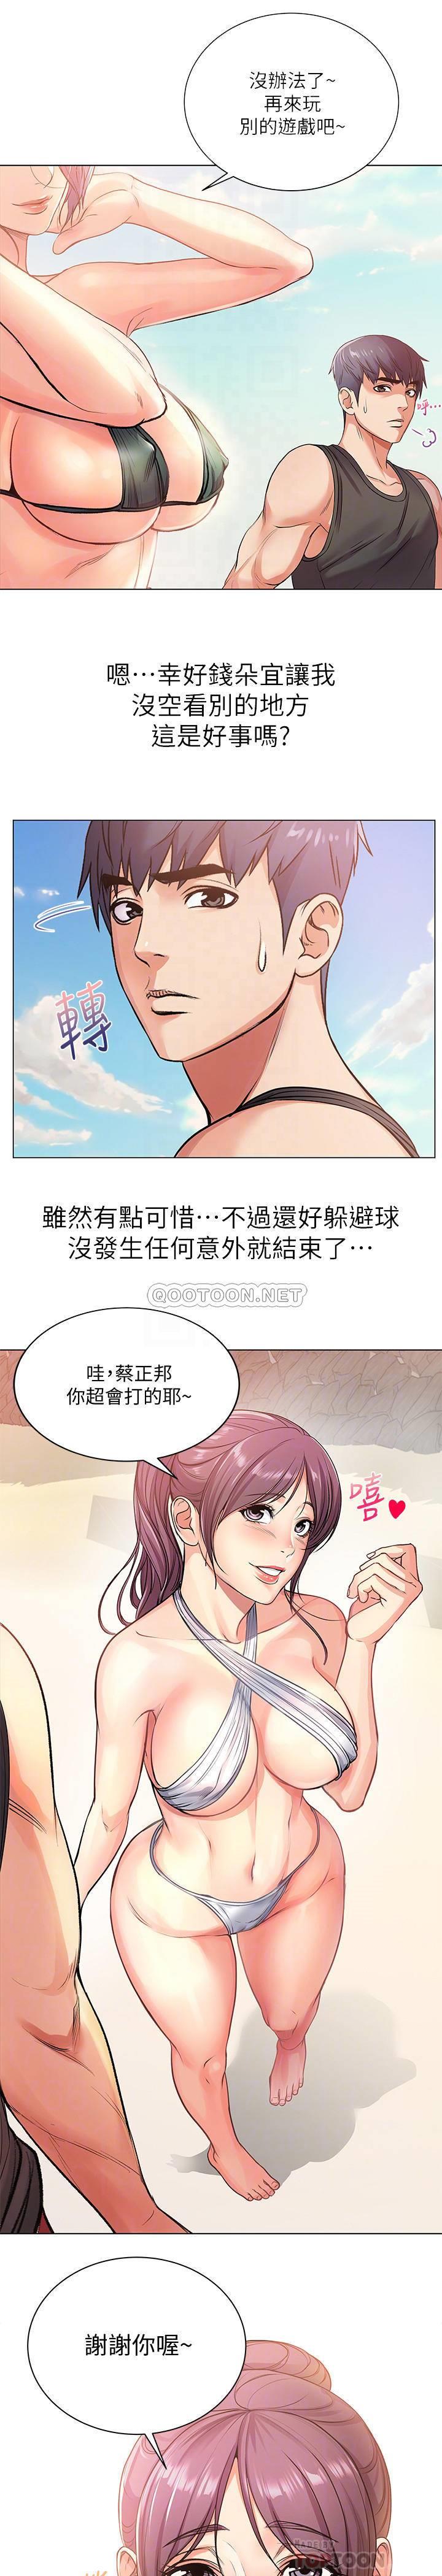 沒辦法了~
再來玩
別的遊戲吧~
呼…
嗯…幸好錢朵宜讓我
沒空看別的地方
這是好事嗎?
轉
雖然有點可惜…不過還好躲避球
沒發生任何意外就結束了…
QOOTOON.NET
哇,蔡正邦
你超會打的耶~
嘻♥
謝謝你喔~
TOPTOON